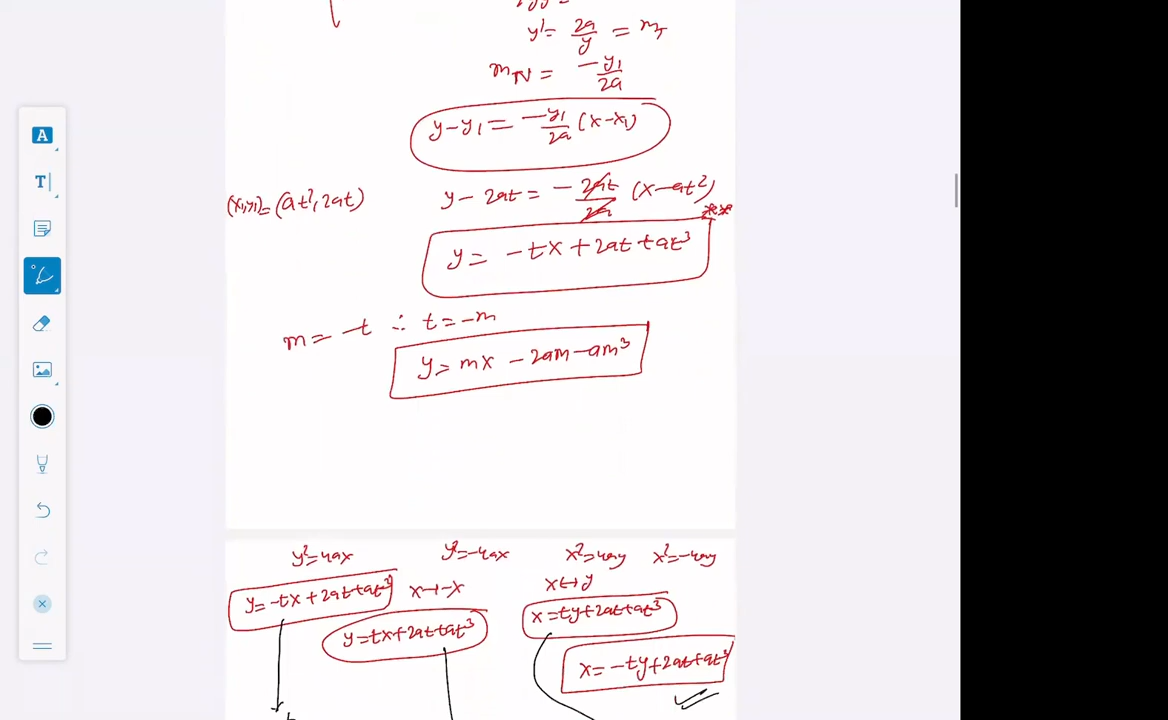 y' = 2a/y = m_T
m_N = -y₁/2a
y-y₁ = -y₁/2a (x-x₁)
(x₁,y₁)=(at²,2at) y-2at = -2at/2a (x-at²)
**
y = -tx+2at+at³
m=-t ∴ t=-m
y=mx-2am-am³
y²=4ax y²=-4ax x²=4ay x²=-4ay
y=-tx+2at+at³ x→-x x↔y
y=tx+2at+at³ x=ty+2at+at³
x=-ty+2at+at³
A
T